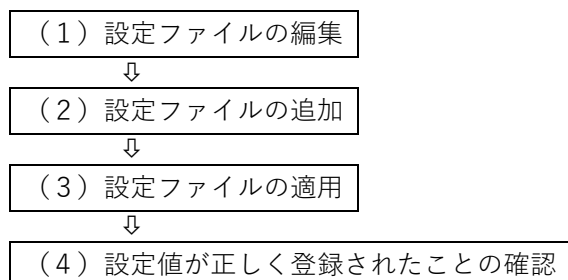 （1）設定ファイルの編集
⇩
（2）設定ファイルの追加
⇩
（3）設定ファイルの適用
⇩
（4）設定値が正しく登録されたことの確認